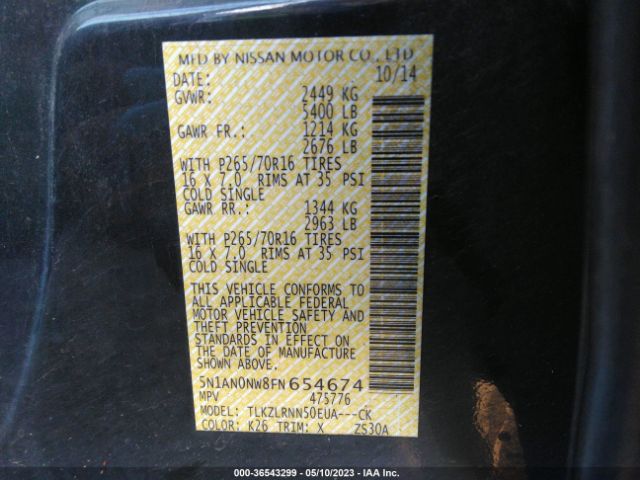 MFD BY NISSAN MOTOR CO., LTD
DATE: 10/14
GVWR: 2449 KG
5400 LB
GAWR FR.: 1214 KG
2676 LB
WITH P265/70R16 TIRES
16 X 7.0 RIMS AT 35 PSI
COLD SINGLE
GAWR RR.: 1344 KG
2963 LB
WITH P265/70R16 TIRES
16 X 7.0 RIMS AT 35 PSI
COLD SINGLE
THIS VEHICLE CONFORMS TO
ALL APPLICABLE FEDERAL
MOTOR VEHICLE SAFETY AND
THEFT PREVENTION
STANDARDS IN EFFECT ON
THE DATE OF MANUFACTURE
SHOWN ABOVE.
5N1AN0NW8FN654674
MPV 475776
MODEL: TLKZLRNN50EUA---CK
COLOR: K26 TRIM: X ZS30A
000-36543299 - 05/10/2023 - IAA Inc.